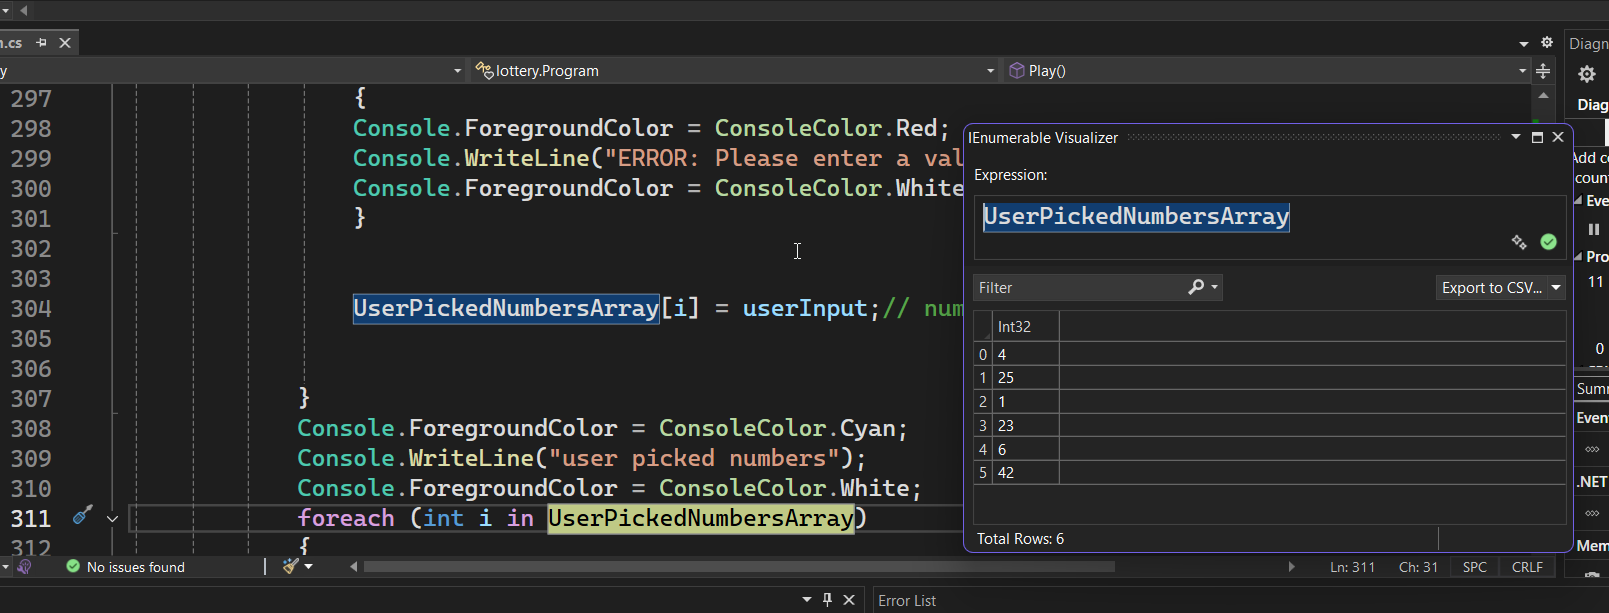 n.cs
y
lottery.Program
Play()
297 {
298 Console.ForegroundColor = ConsoleColor.Red;
299 Console.WriteLine("ERROR: Please enter a val
300 Console.ForegroundColor = ConsoleColor.White
301 }
302
303
304 UserPickedNumbersArray[i] = userInput;// num
305
306
307 }
308 Console.ForegroundColor = ConsoleColor.Cyan;
309 Console.WriteLine("user picked numbers");
310 Console.ForegroundColor = ConsoleColor.White;
311 foreach (int i in UserPickedNumbersArray)
312 {
No issues found
Ln: 311 Ch: 31 SPC CRLF
Error List
IEnumerable Visualizer
Expression:
UserPickedNumbersArray
Filter
Export to CSV...
Int32
0 4
1 25
2 1
3 23
4 6
5 42
Total Rows: 6
Diagn
Diag
Add co
coun
Eve
Pro
11
0
Summ
Even
.NET
Mem